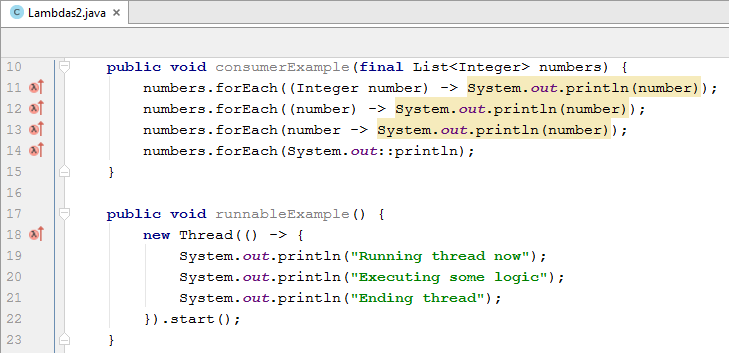 Lambdas2.java
10 public void consumerExample(final List<Integer> numbers) {
11 numbers.forEach((Integer number) -> System.out.println(number));
12 numbers.forEach((number) -> System.out.println(number));
13 numbers.forEach(number -> System.out.println(number));
14 numbers.forEach(System.out::println);
15 }
16
17 public void runnableExample() {
18 new Thread(() -> {
19 System.out.println("Running thread now");
20 System.out.println("Executing some logic");
21 System.out.println("Ending thread");
22 }).start();
23 }